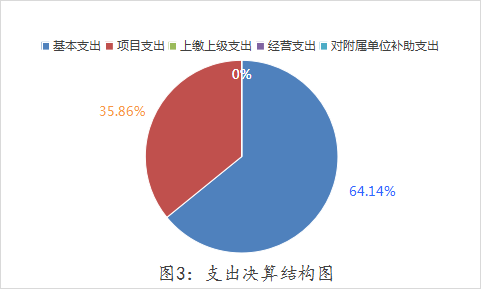 基本支出 项目支出 上缴上级支出 经营支出 对附属单位补助支出
0%
35.86%
64.14%
图3：支出决算结构图